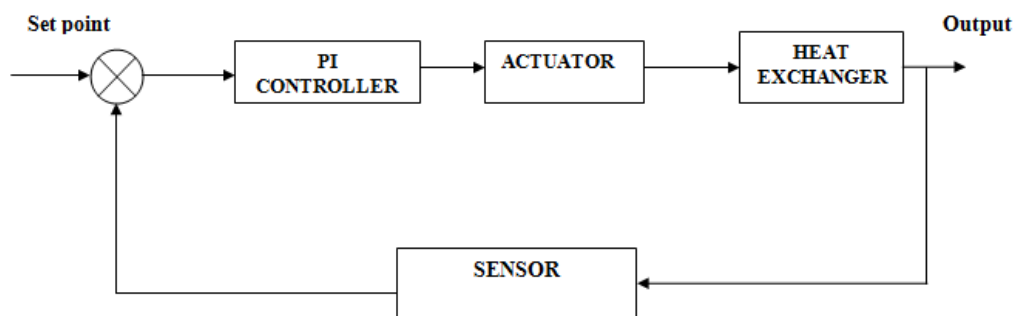 Set point
Output
PI
CONTROLLER
ACTUATOR
HEAT
EXCHANGER
SENSOR